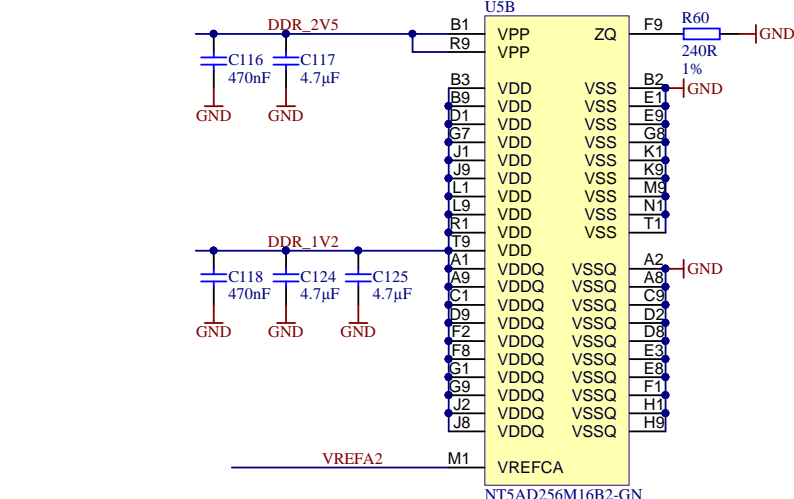 U5B
DDR_2V5
B1 VPP ZQ F9 R60 GND
R9 VPP 240R
1%
C116 C117
470nF 4.7µF
GND GND
B3 VDD VSS B2 GND
B9 VDD VSS E1
D1 VDD VSS E9
G7 VDD VSS G8
J1 VDD VSS K1
J9 VDD VSS K9
L1 VDD VSS M9
L9 VDD VSS N1
R1 VDD VSS T1
DDR_1V2
T9 VDD
A1 VDDQ VSSQ A2 GND
A9 VDDQ VSSQ A8
C1 VDDQ VSSQ C9
D9 VDDQ VSSQ D2
F2 VDDQ VSSQ D8
F8 VDDQ VSSQ E3
G1 VDDQ VSSQ E8
G9 VDDQ VSSQ F1
J2 VDDQ VSSQ H1
J8 VDDQ VSSQ H9
C118 C124 C125
470nF 4.7µF 4.7µF
GND GND GND
VREFA2 M1 VREFCA
NT5AD256M16B2-GN